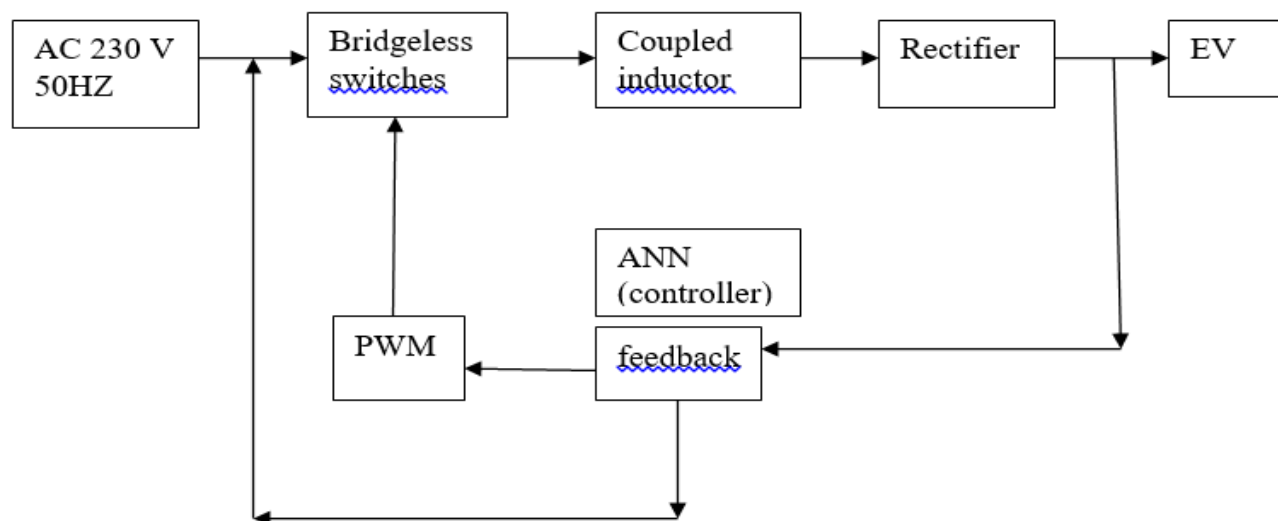 AC 230 V
50HZ
Bridgeless
switches
Coupled
inductor
Rectifier
EV
ANN
(controller)
PWM
feedback